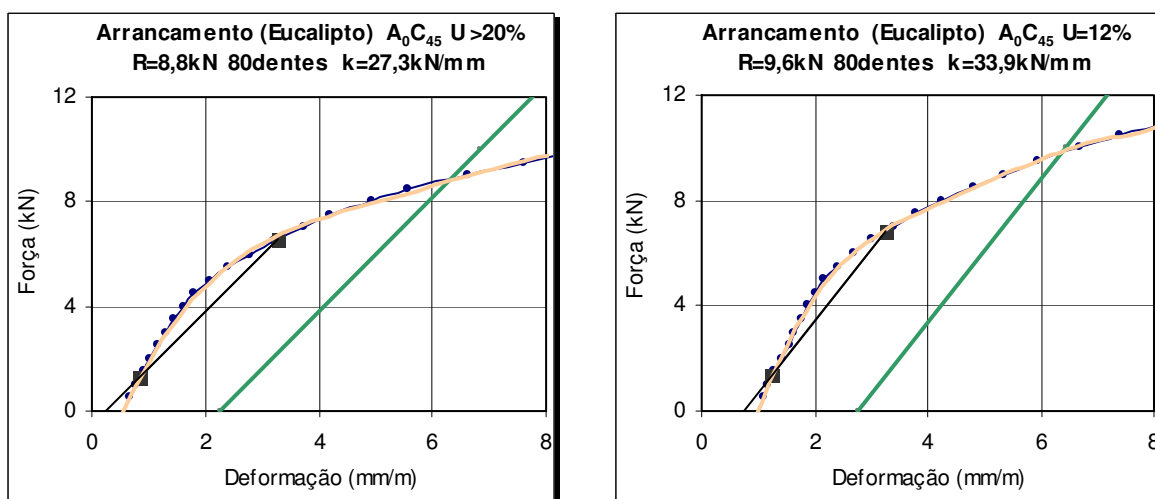 Arrancamento (Eucalipto) A₀C₄₅ U >20%
R=8,8kN 80dentes k=27,3kN/mm
12
8
4
0
0 2 4 6 8
Força (kN)
Deformação (mm/m)
Arrancamento (Eucalipto) A₀C₄₅ U=12%
R=9,6kN 80dentes k=33,9kN/mm
12
8
4
0
0 2 4 6 8
Força (kN)
Deformação (mm/m)